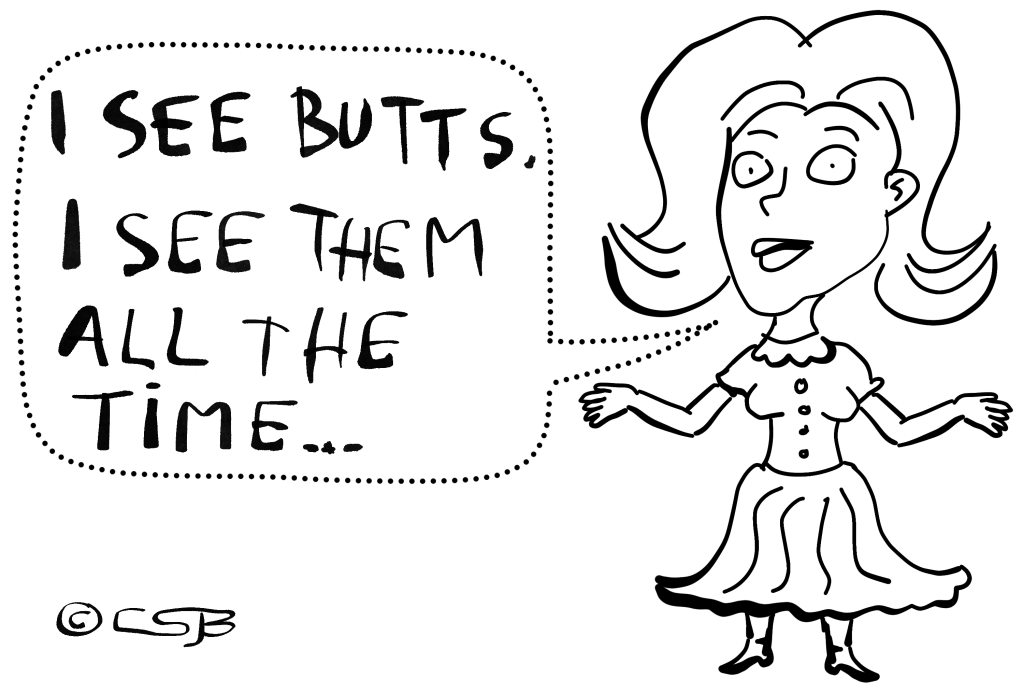 I SEE BUTTS.
I SEE THEM
ALL THE
TIME...
© CSB